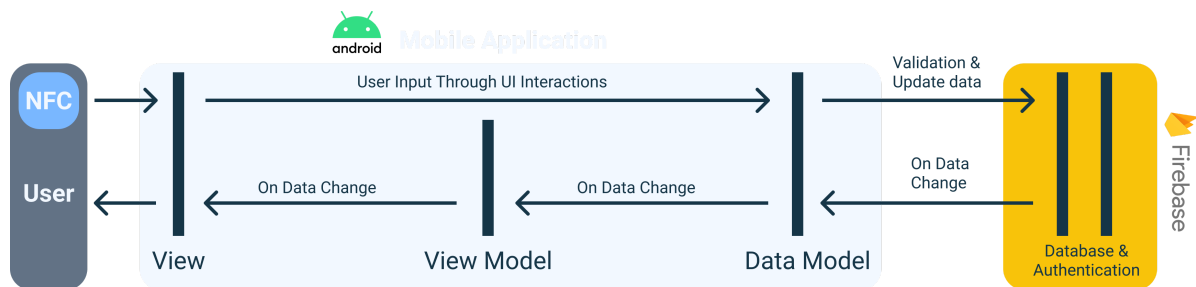 android
Mobile Application
NFC
User
User Input Through UI Interactions
On Data Change
On Data Change
View
View Model
Data Model
Validation &
Update data
On Data
Change
Database &
Authentication
Firebase